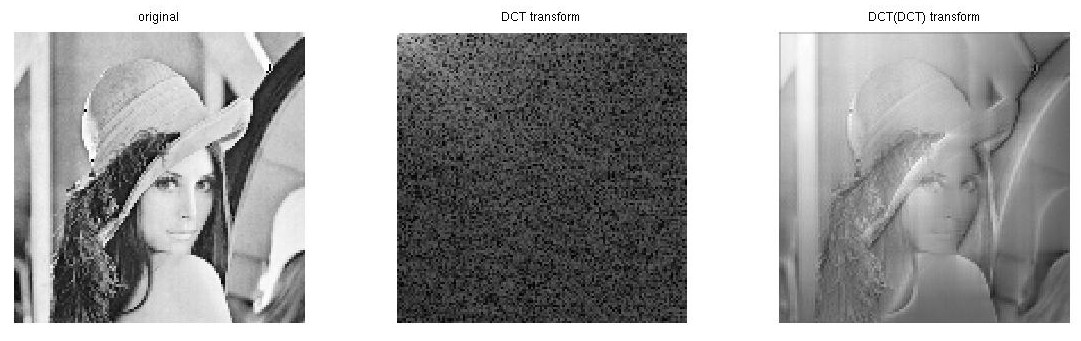 original
DCT transform
DCT(DCT) transform